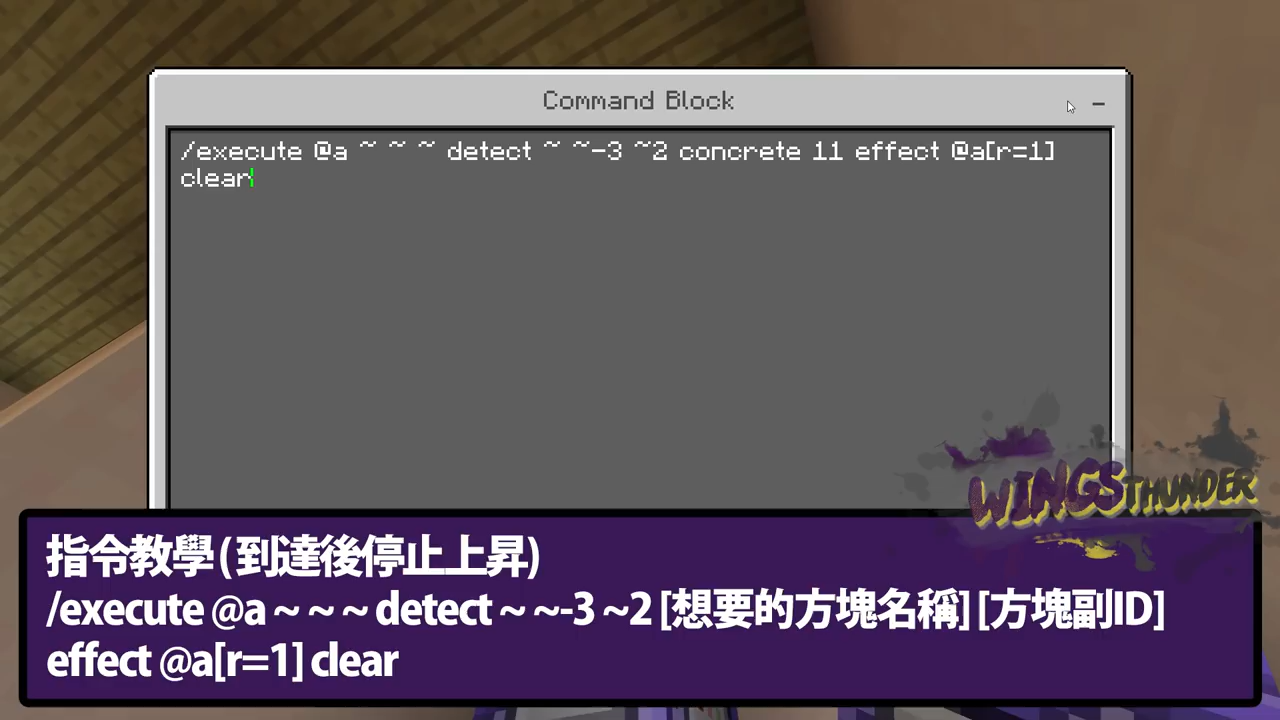 Command Block
/execute @a ~ ~ ~ detect ~ ~-3 ~2 concrete 11 effect @a[r=1]
clear
WINGSTHUNDER
指令教學 (到達後停止上昇)
/execute @a ~ ~ ~ detect ~ ~-3 ~2 [想要的方塊名稱] [方塊副ID]
effect @a[r=1] clear